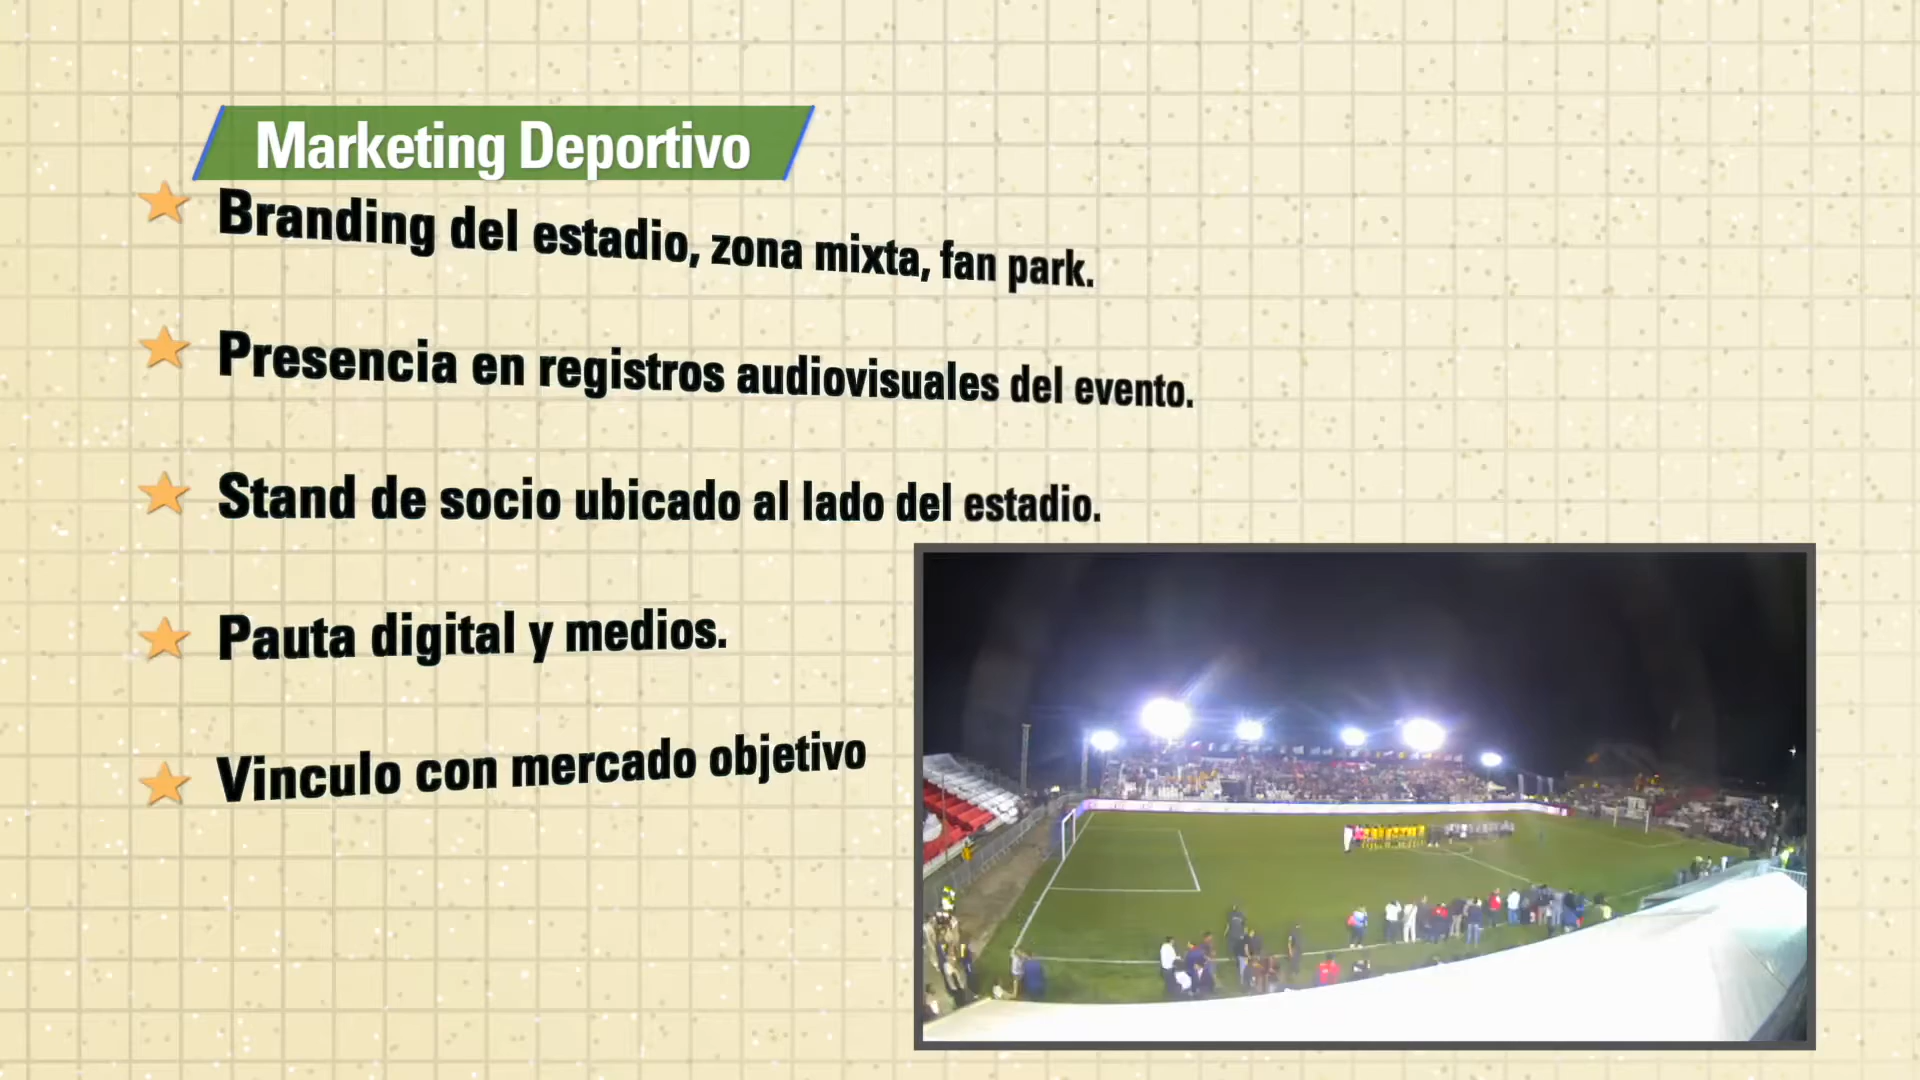 Marketing Deportivo
Branding del estadio, zona mixta, fan park.
Presencia en registros audiovisuales del evento.
Stand de socio ubicado al lado del estadio.
Pauta digital y medios.
Vinculo con mercado objetivo